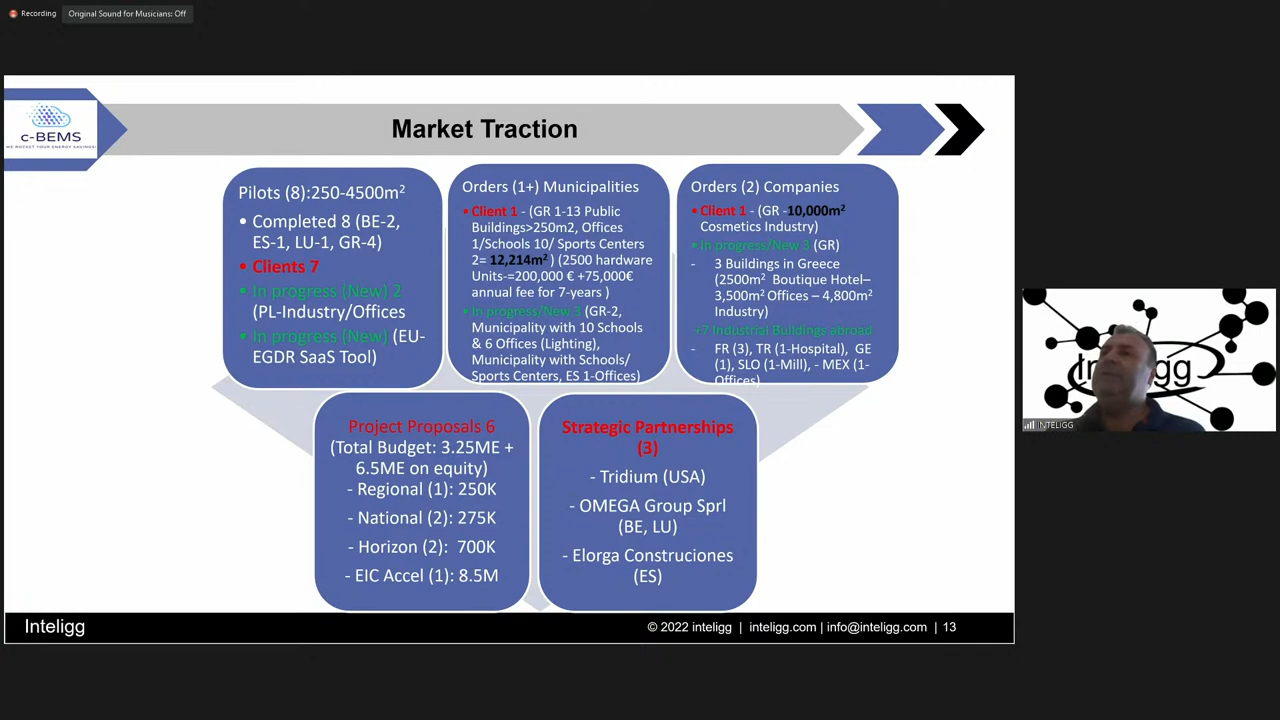 Recording
Original Sound for Musicians: Off
c-BEMS
WE ROCKET YOUR ENERGY SAVINGS!
Market Traction
Pilots (8):250-4500m²
• Completed 8 (BE-2,
ES-1, LU-1, GR-4)
• Clients 7
• In progress (New) 2
(PL-Industry/Offices
• In progress (New) (EU-
EGDR SaaS Tool)
Orders (1+) Municipalities
• Client 1 - (GR 1-13 Public
Buildings>250m2, Offices
1/Schools 10/ Sports Centers
2= 12,214m² ) (2500 hardware
Units-=200,000 € +75,000€
annual fee for 7-years )
• In progress/New 3 (GR-2,
Municipality with 10 Schools
& 6 Offices (Lighting),
Municipality with Schools/
Sports Centers, ES 1-Offices)
Orders (2) Companies
• Client 1 - (GR -10,000m²
Cosmetics Industry)
• In progress/New 3 (GR)
- 3 Buildings in Greece
(2500m² Boutique Hotel–
3,500m² Offices – 4,800m²
Industry)
+7 Industrial Buildings abroad
- FR (3), TR (1-Hospital), GE
(1), SLO (1-Mill), - MEX (1-
Offices)
Project Proposals 6
(Total Budget: 3.25ME +
6.5ME on equity)
- Regional (1): 250K
- National (2): 275K
- Horizon (2): 700K
- EIC Accel (1): 8.5M
Strategic Partnerships
(3)
- Tridium (USA)
- OMEGA Group Sprl
(BE, LU)
- Elorga Construciones
(ES)
Inteligg
© 2022 inteligg | inteligg.com | info@inteligg.com | 13
Inteligg
INTELIGG